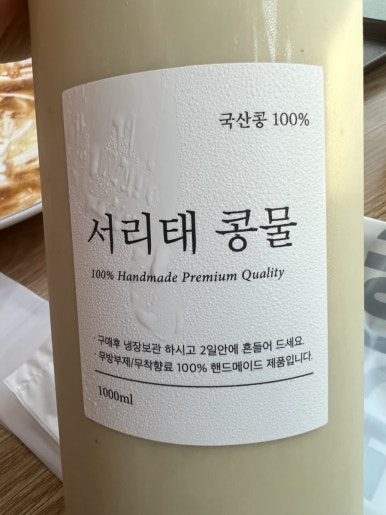 국산콩 100%
서리태 콩물
100% Handmade Premium Quality
· 구매후 냉장보관 하시고 2일안에 흔들어 드세요.
· 무방부제/무착향료 100% 핸드메이드 제품입니다.
1000ml